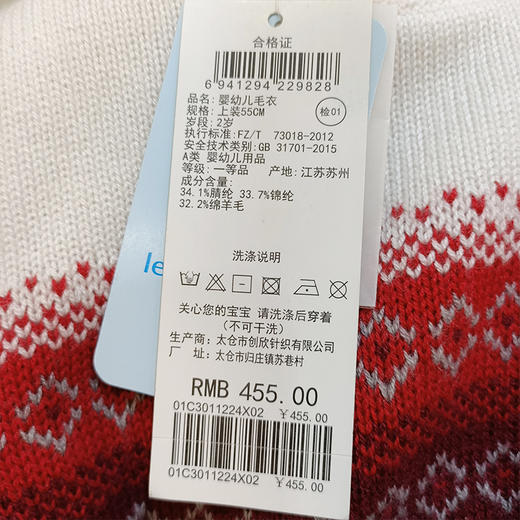 合格证
6 941294 229828
品名: 婴幼儿毛衣
规格: 上装55CM
检01
岁段: 2岁
执行标准: FZ/T 73018-2012
安全技术类别: GB 31701-2015
A类 婴幼儿用品
等级: 一等品 产地: 江苏苏州
成分含量:
34.1%腈纶 33.7%锦纶
32.2%绵羊毛
洗涤说明
关心您的宝宝 请洗涤后穿着
(不可干洗)
生产商: 太仓市创欣针织有限公司
厂 址: 太仓市归庄镇苏巷村
RMB 455.00
01C3011224X02 ￥455.00
01C3011224X02 ￥455.00
le